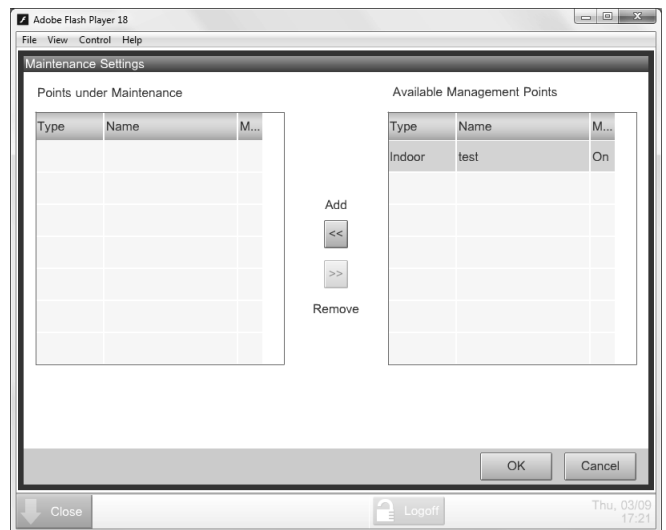 Adobe Flash Player 18
File View Control Help
Maintenance Settings
Points under Maintenance
Available Management Points
Type Name M...
Type Name M...
Indoor test On
Add
<<
>>
Remove
OK Cancel
Close
Logoff
Thu, 03/09
17:21